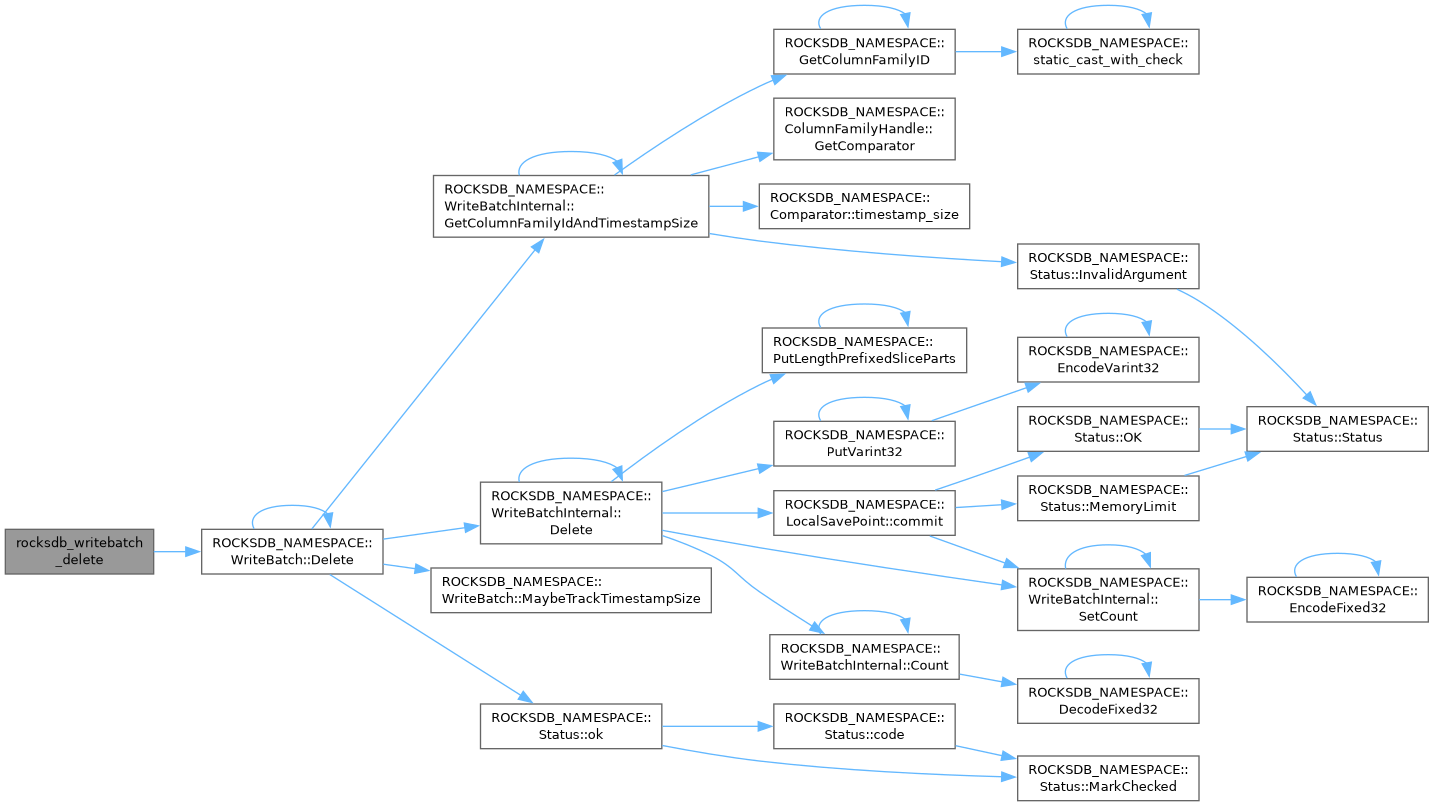 rocksdb_writebatch
_delete
ROCKSDB_NAMESPACE::
WriteBatch::Delete
ROCKSDB_NAMESPACE::
WriteBatchInternal::
GetColumnFamilyIdAndTimestampSize
ROCKSDB_NAMESPACE::
GetColumnFamilyID
ROCKSDB_NAMESPACE::
static_cast_with_check
ROCKSDB_NAMESPACE::
ColumnFamilyHandle::
GetComparator
ROCKSDB_NAMESPACE::
Comparator::timestamp_size
ROCKSDB_NAMESPACE::
Status::InvalidArgument
ROCKSDB_NAMESPACE::
Status::Status
ROCKSDB_NAMESPACE::
WriteBatchInternal::
Delete
ROCKSDB_NAMESPACE::
PutLengthPrefixedSliceParts
ROCKSDB_NAMESPACE::
PutVarint32
ROCKSDB_NAMESPACE::
EncodeVarint32
ROCKSDB_NAMESPACE::
LocalSavePoint::commit
ROCKSDB_NAMESPACE::
Status::OK
ROCKSDB_NAMESPACE::
Status::MemoryLimit
ROCKSDB_NAMESPACE::
WriteBatchInternal::
SetCount
ROCKSDB_NAMESPACE::
EncodeFixed32
ROCKSDB_NAMESPACE::
WriteBatchInternal::Count
ROCKSDB_NAMESPACE::
DecodeFixed32
ROCKSDB_NAMESPACE::
WriteBatch::MaybeTrackTimestampSize
ROCKSDB_NAMESPACE::
Status::ok
ROCKSDB_NAMESPACE::
Status::code
ROCKSDB_NAMESPACE::
Status::MarkChecked